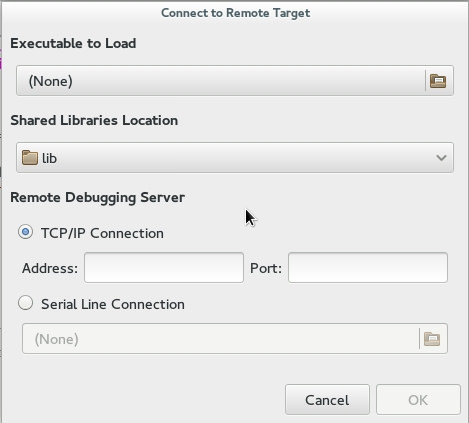 Connect to Remote Target
Executable to Load
(None)
Shared Libraries Location
lib
Remote Debugging Server
TCP/IP Connection
Address: Port:
Serial Line Connection
(None)
Cancel OK